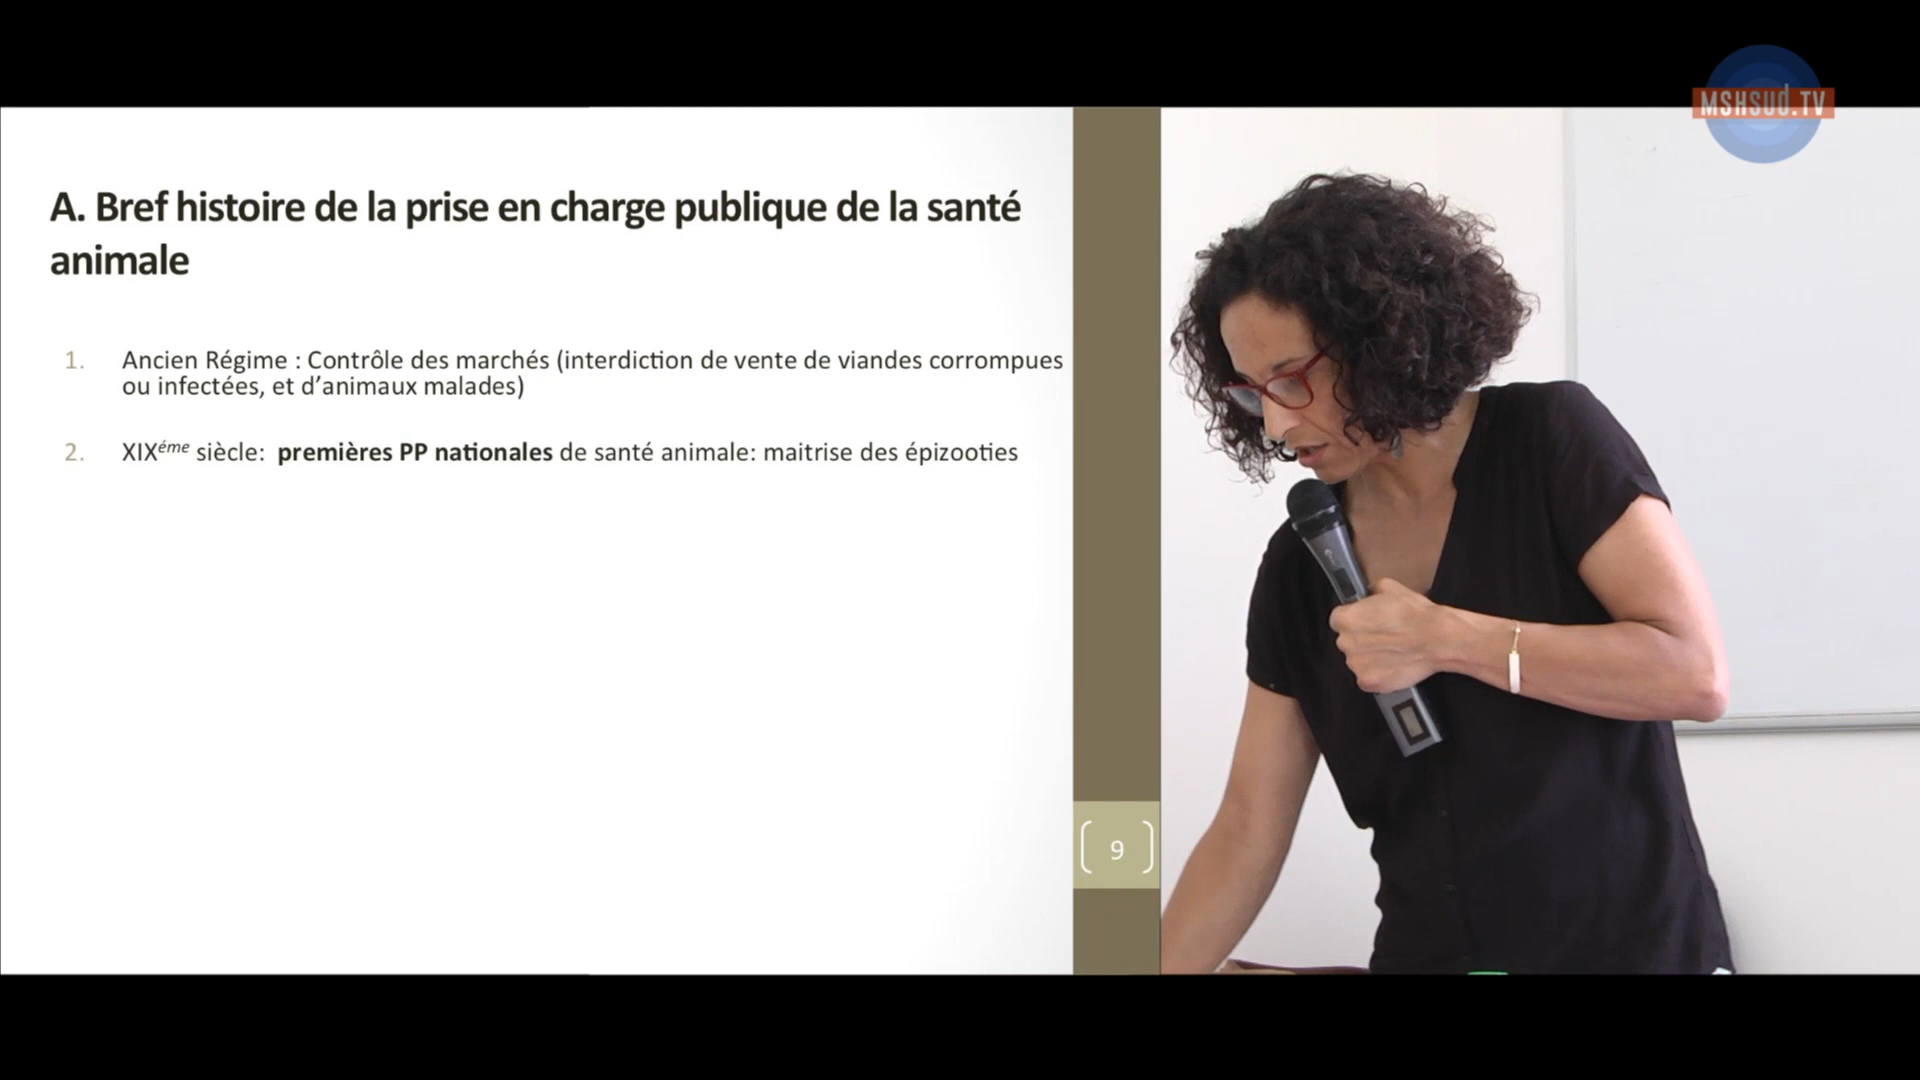 MSHSUD.TV
A. Bref histoire de la prise en charge publique de la santé
animale
1. Ancien Régime : Contrôle des marchés (interdiction de vente de viandes corrompues
ou infectées, et d’animaux malades)
2. XIXéme siècle: premières PP nationales de santé animale: maitrise des épizooties
9